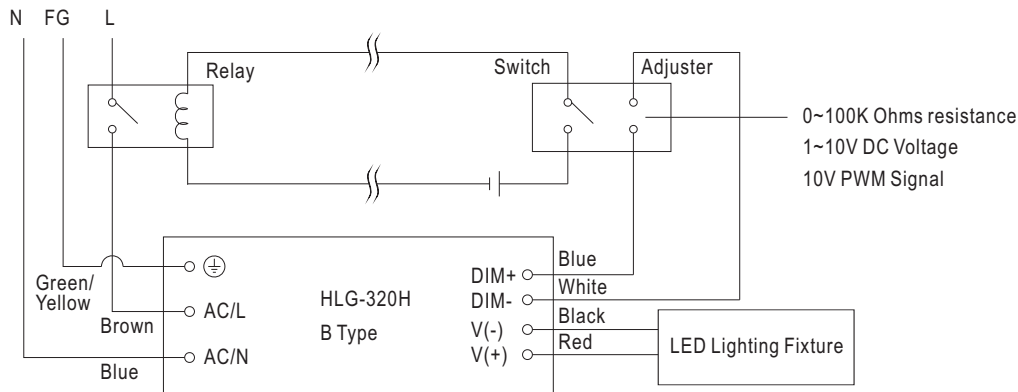 N FG L
Relay
Switch
Adjuster
0~100K Ohms resistance
1~10V DC Voltage
10V PWM Signal
Green/
Yellow
Brown
Blue
AC/L
AC/N
HLG-320H
B Type
DIM+
DIM-
V(-)
V(+)
Blue
White
Black
Red
LED Lighting Fixture